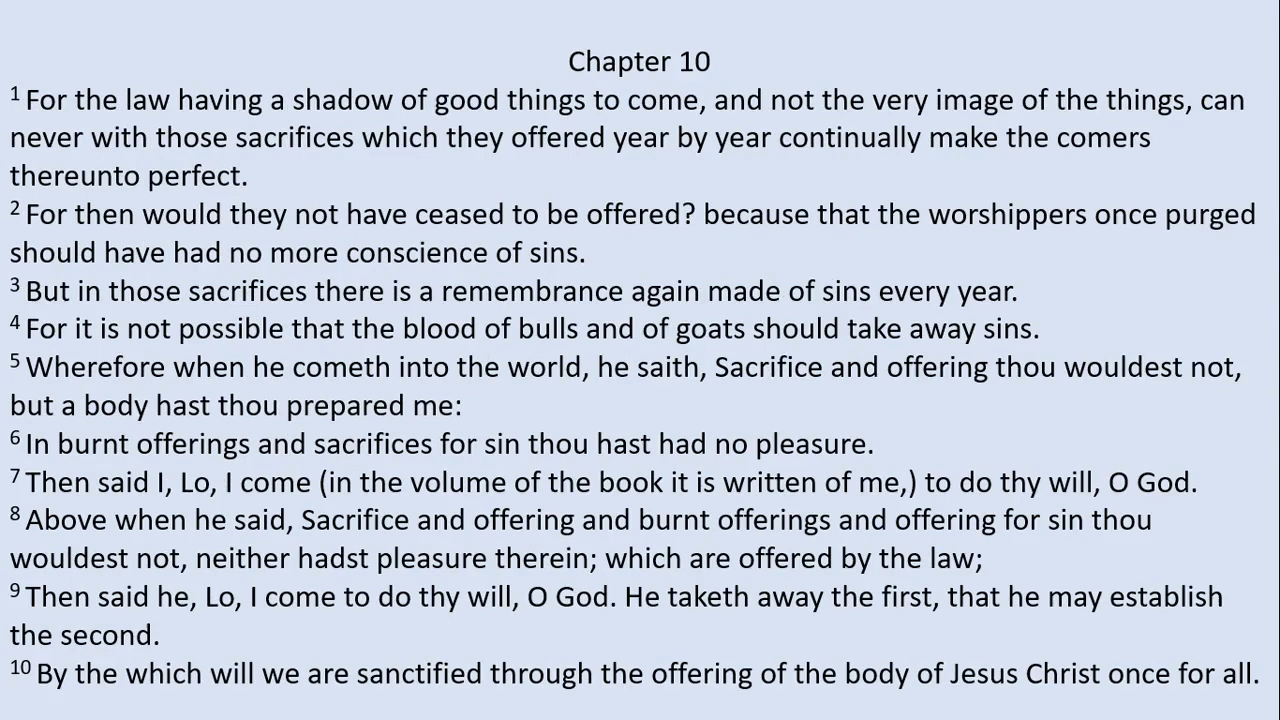 Chapter 10
1 For the law having a shadow of good things to come, and not the very image of the things, can
never with those sacrifices which they offered year by year continually make the comers
thereunto perfect.
2 For then would they not have ceased to be offered? because that the worshippers once purged
should have had no more conscience of sins.
3 But in those sacrifices there is a remembrance again made of sins every year.
4 For it is not possible that the blood of bulls and of goats should take away sins.
5 Wherefore when he cometh into the world, he saith, Sacrifice and offering thou wouldest not,
but a body hast thou prepared me:
6 In burnt offerings and sacrifices for sin thou hast had no pleasure.
7 Then said I, Lo, I come (in the volume of the book it is written of me,) to do thy will, O God.
8 Above when he said, Sacrifice and offering and burnt offerings and offering for sin thou
wouldest not, neither hadst pleasure therein; which are offered by the law;
9 Then said he, Lo, I come to do thy will, O God. He taketh away the first, that he may establish
the second.
10 By the which will we are sanctified through the offering of the body of Jesus Christ once for all.